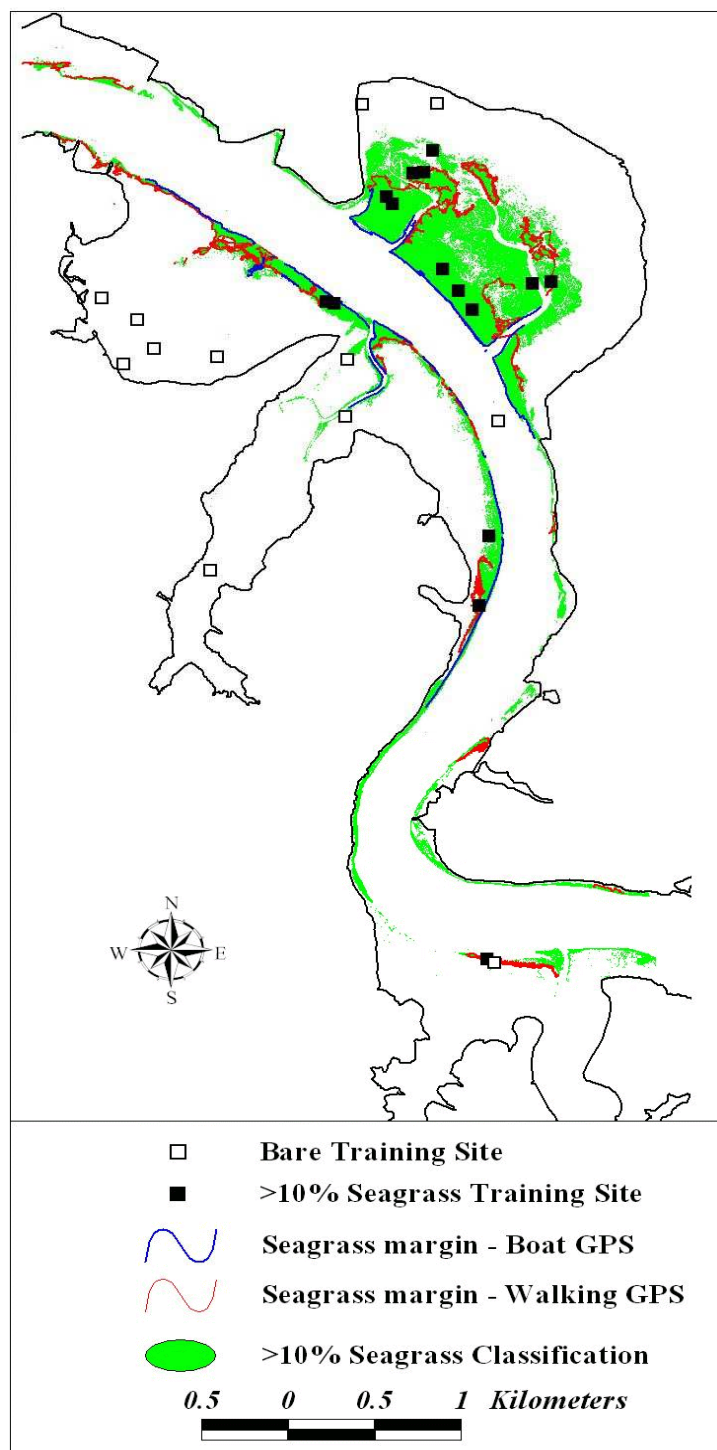 N
W E
S
Bare Training Site
>10% Seagrass Training Site
Seagrass margin - Boat GPS
Seagrass margin - Walking GPS
>10% Seagrass Classification
0.5 0 0.5 1 Kilometers